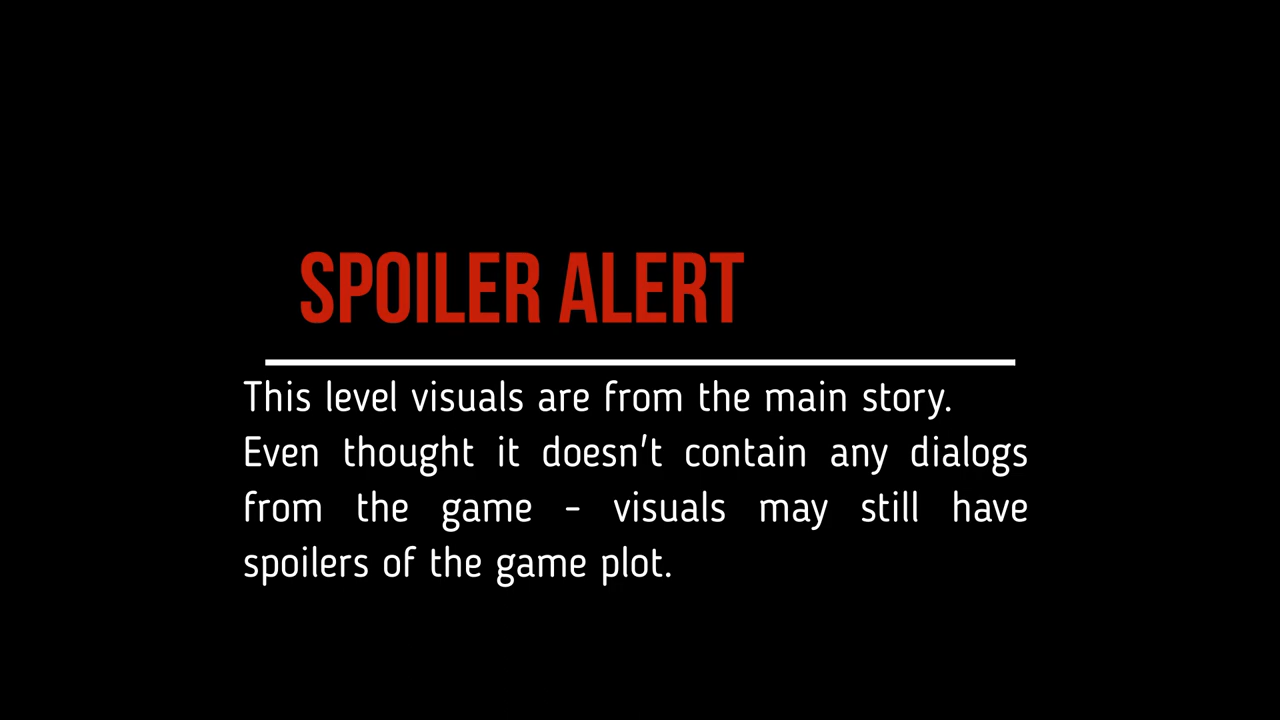 SPOILER ALERT
This level visuals are from the main story.
Even thought it doesn't contain any dialogs
from the game - visuals may still have
spoilers of the game plot.